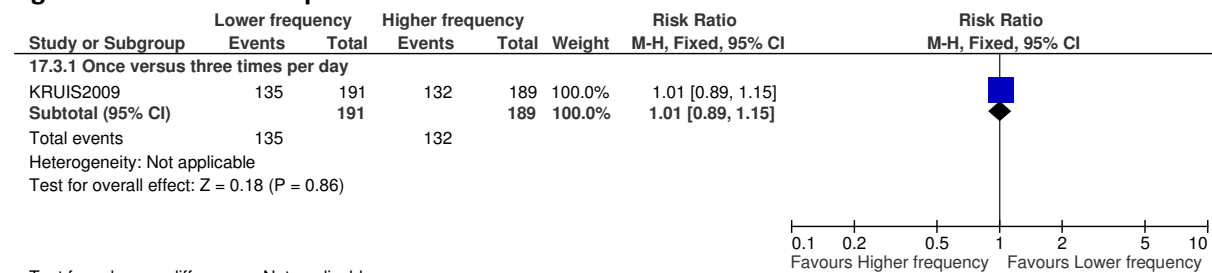 Lower frequency Higher frequency Risk Ratio Risk Ratio
Study or Subgroup Events Total Events Total Weight M-H, Fixed, 95% CI M-H, Fixed, 95% CI
17.3.1 Once versus three times per day
KRUIS2009 135 191 132 189 100.0% 1.01 [0.89, 1.15]
Subtotal (95% CI) 191 189 100.0% 1.01 [0.89, 1.15]
Total events 135 132
Heterogeneity: Not applicable
Test for overall effect: Z = 0.18 (P = 0.86)
0.1 0.2 0.5 1 2 5 10
Favours Higher frequency Favours Lower frequency